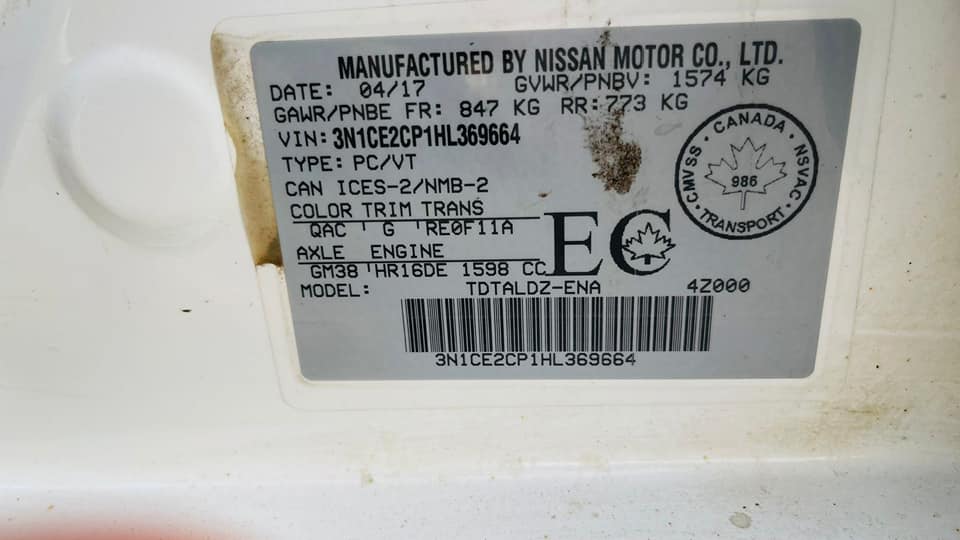 MANUFACTURED BY NISSAN MOTOR CO., LTD.
DATE: 04/17 GVWR/PNBV: 1574 KG
GAWR/PNBE FR: 847 KG RR: 773 KG
VIN: 3N1CE2CP1HL369664
TYPE: PC/VT
CAN ICES-2/NMB-2
COLOR TRIM TRANS
QAC G RE0F11A
AXLE ENGINE
GM38 HR16DE 1598 CC
EC
CANADA
CMVSS NSVAC
986
TRANSPORT
MODEL: TDTALDZ-ENA 4Z000
3N1CE2CP1HL369664